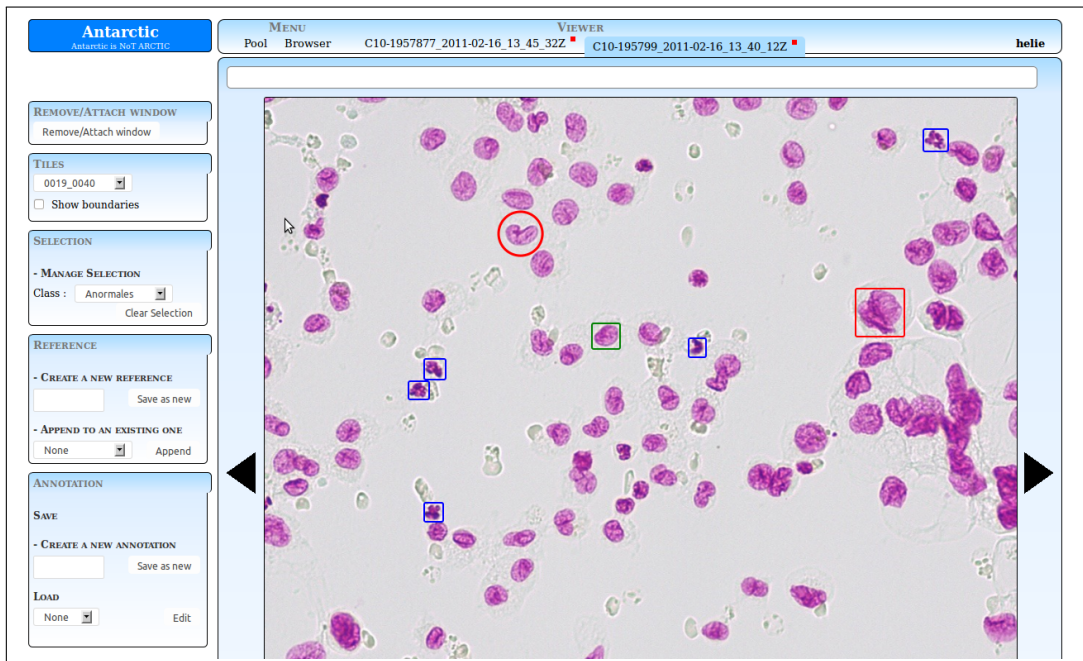 Antarctic
Antarctic is NoT ARCTIC
MENU
VIEWER
Pool Browser C10-1957877_2011-02-16_13_45_32Z C10-195799_2011-02-16_13_40_12Z helie
REMOVE/ATTACH WINDOW
Remove/Attach window
TILES
0019_0040
Show boundaries
SELECTION
- MANAGE SELECTION
Class : Anormales
Clear Selection
REFERENCE
- CREATE A NEW REFERENCE
Save as new
- APPEND TO AN EXISTING ONE
None Append
ANNOTATION
SAVE
- CREATE A NEW ANNOTATION
Save as new
LOAD
None Edit